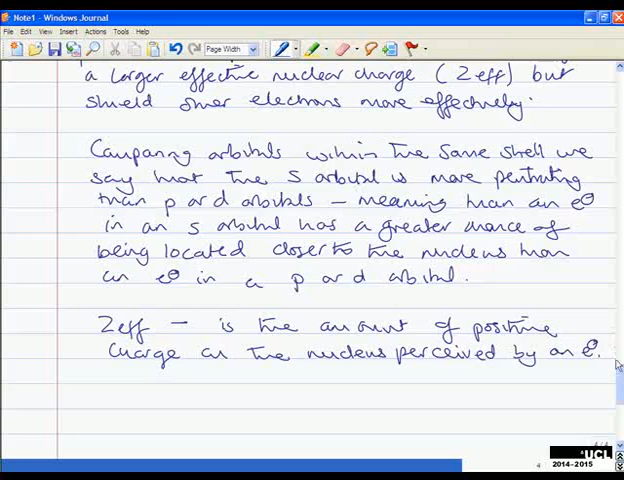 Note1 - Windows Journal
File Edit View Insert Actions Tools Help
Page Width
a larger effective nuclear charge (Zeff) but
shield other electrons more effectively.
Comparing orbitals within the same shell we
say that the S orbital is more penetrating
than p or d orbitals – meaning than an e⊖
in an s orbital has a greater chance of
being located closer to the nucleus than
an e⊖ in a p or d orbital.
Zeff – is the amount of positive
charge on the nucleus perceived by an e⊖.
4 / 4
UCL
4 2014-2015